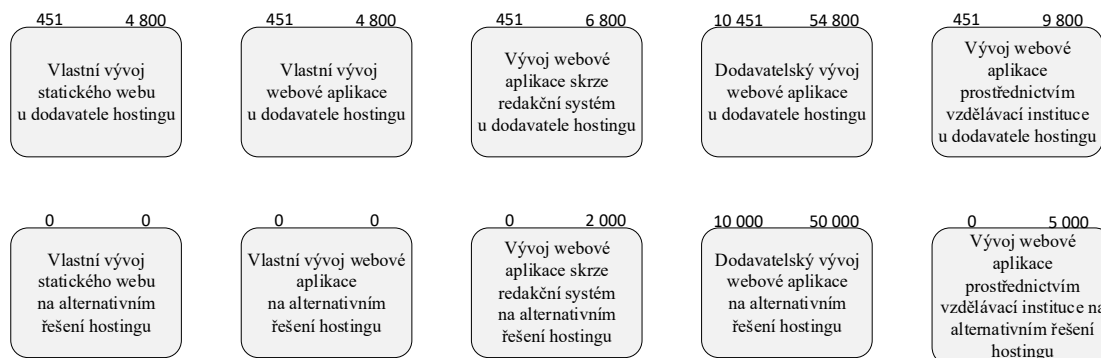 451 4 800
Vlastní vývoj
statického webu
u dodavatele hostingu
451 4 800
Vlastní vývoj
webové aplikace
u dodavatele hostingu
451 6 800
Vývoj webové
aplikace skrze
redakční systém
u dodavatele hostingu
10 451 54 800
Dodavatelský vývoj
webové aplikace
u dodavatele hostingu
451 9 800
Vývoj webové
aplikace
prostřednictvím
vzdělávací instituce
u dodavatele hostingu
0 0
Vlastní vývoj
statického webu
na alternativním
řešení hostingu
0 0
Vlastní vývoj webové
aplikace
na alternativním
řešení hostingu
0 2 000
Vývoj webové
aplikace skrze
redakční systém
na alternativním
řešení hostingu
10 000 50 000
Dodavatelský vývoj
webové aplikace
na alternativním
řešení hostingu
0 5 000
Vývoj webové
aplikace
prostřednictvím
vzdělávací instituce na
alternativním řešení
hostingu